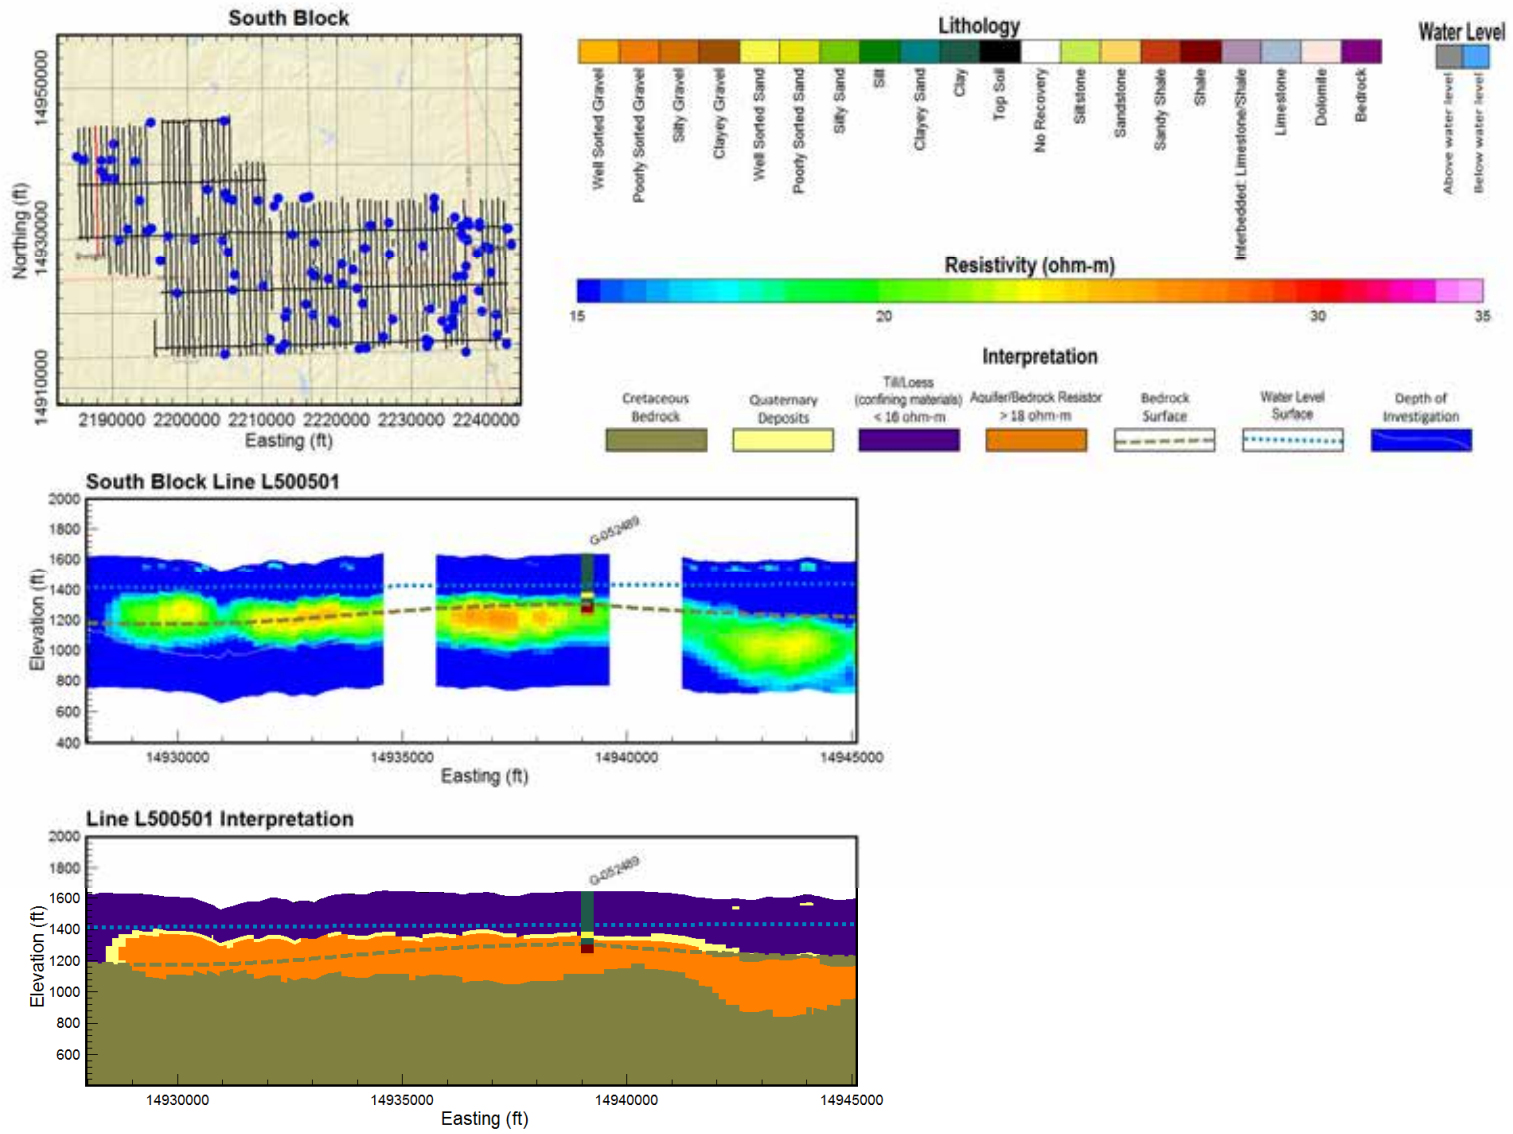 South Block
14950000
14930000
14910000
Northing (ft)
2190000 2200000 2210000 2220000 2230000 2240000
Easting (ft)
Lithology
Well Sorted Gravel
Poorly Sorted Gravel
Silty Gravel
Clayey Gravel
Well Sorted Sand
Poorly Sorted Sand
Silty Sand
Silt
Clayey Sand
Clay
Top Soil
No Recovery
Siltstone
Sandstone
Sandy Shale
Shale
Interbedded: Limestone/Shale
Limestone
Dolomite
Bedrock
Water Level
Above water level
Below water level
Resistivity (ohm-m)
15 20 30 35
Interpretation
Cretaceous
Bedrock
Quaternary
Deposits
Till/Loess
(confining materials)
< 16 ohm-m
Aquifer/Bedrock Resistor
> 18 ohm-m
Bedrock
Surface
Water Level
Surface
Depth of
Investigation
South Block Line L500501
2000
1800
1600
1400
1200
1000
800
600
400
Elevation (ft)
G-052489
14930000 14935000 14940000 14945000
Easting (ft)
Line L500501 Interpretation
2000
1800
1600
1400
1200
1000
800
600
Elevation (ft)
G-052489
14930000 14935000 14940000 14945000
Easting (ft)